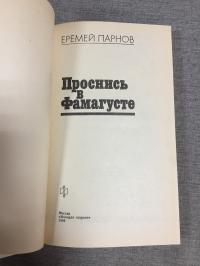 ЕРЕМЕЙ ПАРНОВ
Проснись
в
Фамагусте
Москва
«Молодая гвардия»